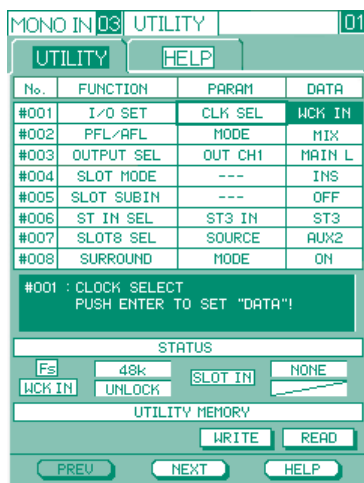 MONO IN 03 UTILITY 01
UTILITY HELP
No. FUNCTION PARAM DATA
#001 I/O SET CLK SEL WCK IN
#002 PFL/AFL MODE MIX
#003 OUTPUT SEL OUT CH1 MAIN L
#004 SLOT MODE --- INS
#005 SLOT SUBIN --- OFF
#006 ST IN SEL ST3 IN ST3
#007 SLOT8 SEL SOURCE AUX2
#008 SURROUND MODE ON
#001 : CLOCK SELECT
PUSH ENTER TO SET "DATA"!
STATUS
Fs 48k SLOT IN NONE
WCK IN UNLOCK
UTILITY MEMORY
WRITE READ
PREV NEXT HELP